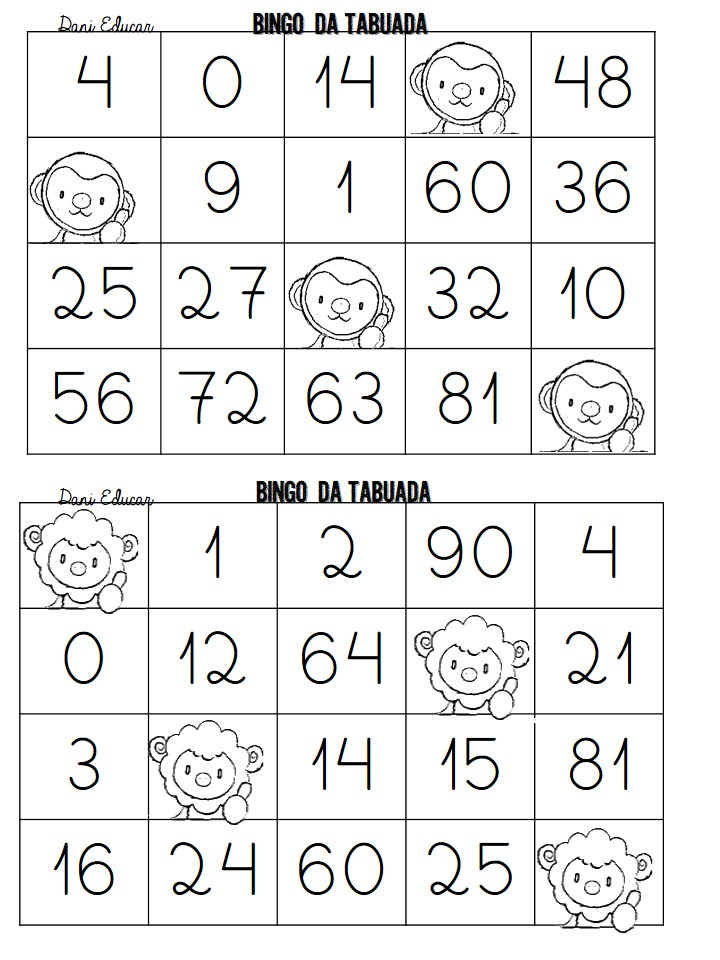 Dani Educar BINGO DA TABUADA
4 0 14 48
9 1 60 36
25 27 32 10
56 72 63 81
Dani Educar BINGO DA TABUADA
1 2 90 4
0 12 64 21
3 14 15 81
16 24 60 25